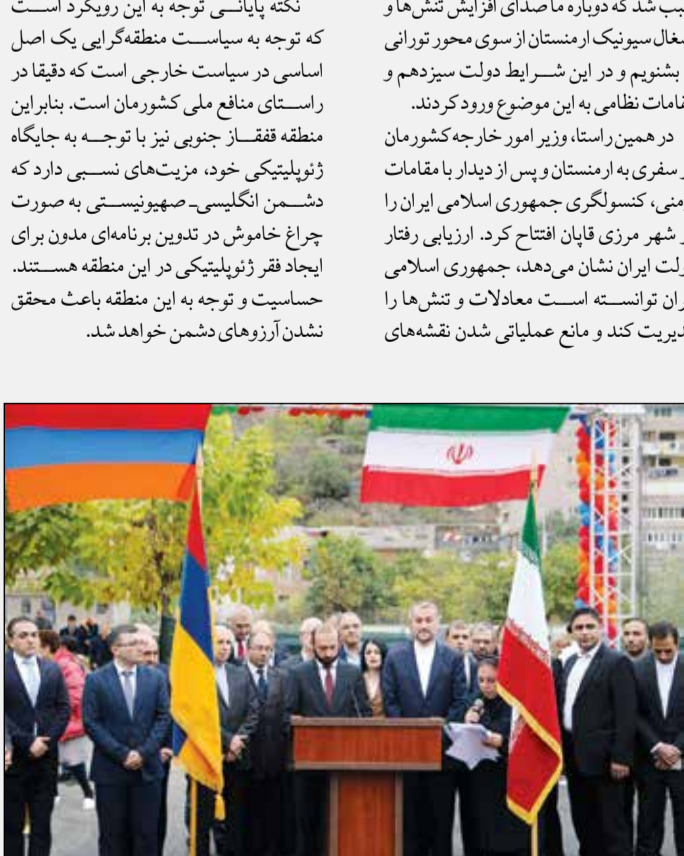 بب شد که دوباره ما صدای افزایش تنش‌ها و
شغال سیونیک ارمنستان از سوی محور تورانی
بشنویم و در این شرایط دولت سیزدهم و
قامات نظامی به این موضوع ورود کردند.
در همین راستا، وزیر امور خارجه کشورمان
ر سفری به ارمنستان و پس از دیدار با مقامات
منی، کنسولگری جمهوری اسلامی ایران را
ر شهر مرزی قاپان افتتاح کرد. ارزیابی رفتار
لت ایران نشان می‌دهد، جمهوری اسلامی
ران توانسته است معادلات و تنش‌ها را
دیریت کند و مانع عملیاتی شدن نقشه‌های
نکته پایانی توجه به این رویکرد است
که توجه به سیاست منطقه‌گرایی یک اصل
اساسی در سیاست خارجی است که دقیقا در
راستای منافع ملی کشورمان است. بنابراین
منطقه قفقاز جنوبی نیز با توجه به جایگاه
ژئوپلیتیکی خود، مزیت‌های نسبی دارد که
دشمن انگلیسی‌ـ صهیونیستی به صورت
چراغ خاموش در تدوین برنامه‌ای مدون برای
ایجاد فقر ژئوپلیتیکی در این منطقه هستند.
حساسیت و توجه به این منطقه باعث محقق
نشدن آرزوهای دشمن خواهد شد.